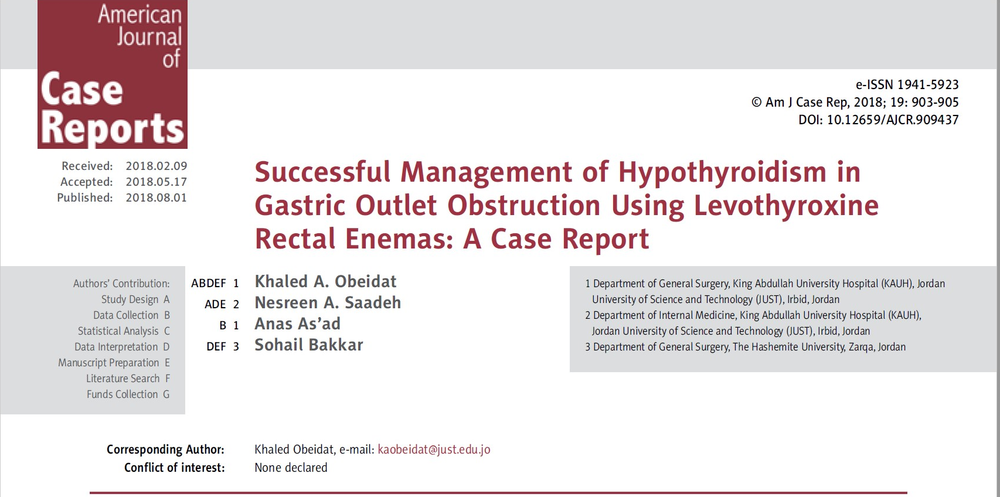 American
Journal
of
Case
Reports
e-ISSN 1941-5923
© Am J Case Rep, 2018; 19: 903-905
DOI: 10.12659/AJCR.909437
Received: 2018.02.09
Accepted: 2018.05.17
Published: 2018.08.01
Successful Management of Hypothyroidism in
Gastric Outlet Obstruction Using Levothyroxine
Rectal Enemas: A Case Report
Authors' Contribution:
Study Design A
Data Collection B
Statistical Analysis C
Data Interpretation D
Manuscript Preparation E
Literature Search F
Funds Collection G
ABDEF 1 Khaled A. Obeidat
ADE 2 Nesreen A. Saadeh
B 1 Anas As'ad
DEF 3 Sohail Bakkar
1 Department of General Surgery, King Abdullah University Hospital (KAUH), Jordan
University of Science and Technology (JUST), Irbid, Jordan
2 Department of Internal Medicine, King Abdullah University Hospital (KAUH),
Jordan University of Science and Technology (JUST), Irbid, Jordan
3 Department of General Surgery, The Hashemite University, Zarqa, Jordan
Corresponding Author: Khaled Obeidat, e-mail: kaobeidat@just.edu.jo
Conflict of interest: None declared